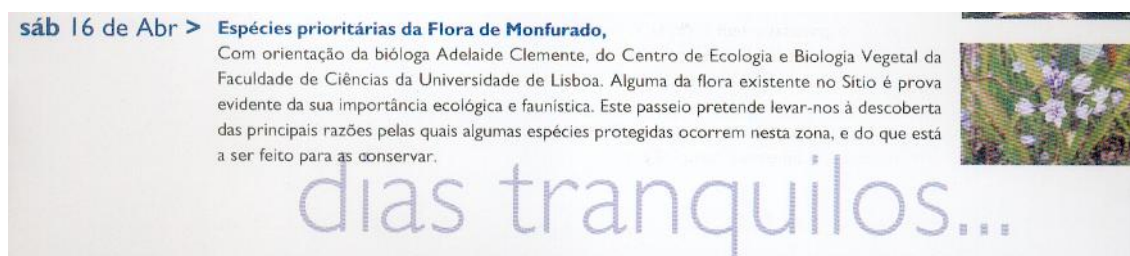 sáb 16 de Abr > Espécies prioritárias da Flora de Monfurado,
Com orientação da bióloga Adelaide Clemente, do Centro de Ecologia e Biologia Vegetal da
Faculdade de Ciências da Universidade de Lisboa. Alguma da flora existente no Sítio é prova
evidente da sua importância ecológica e faunística. Este passeio pretende levar-nos à descoberta
das principais razões pelas quais algumas espécies protegidas ocorrem nesta zona, e do que está
a ser feito para as conservar.
dias tranquilos...